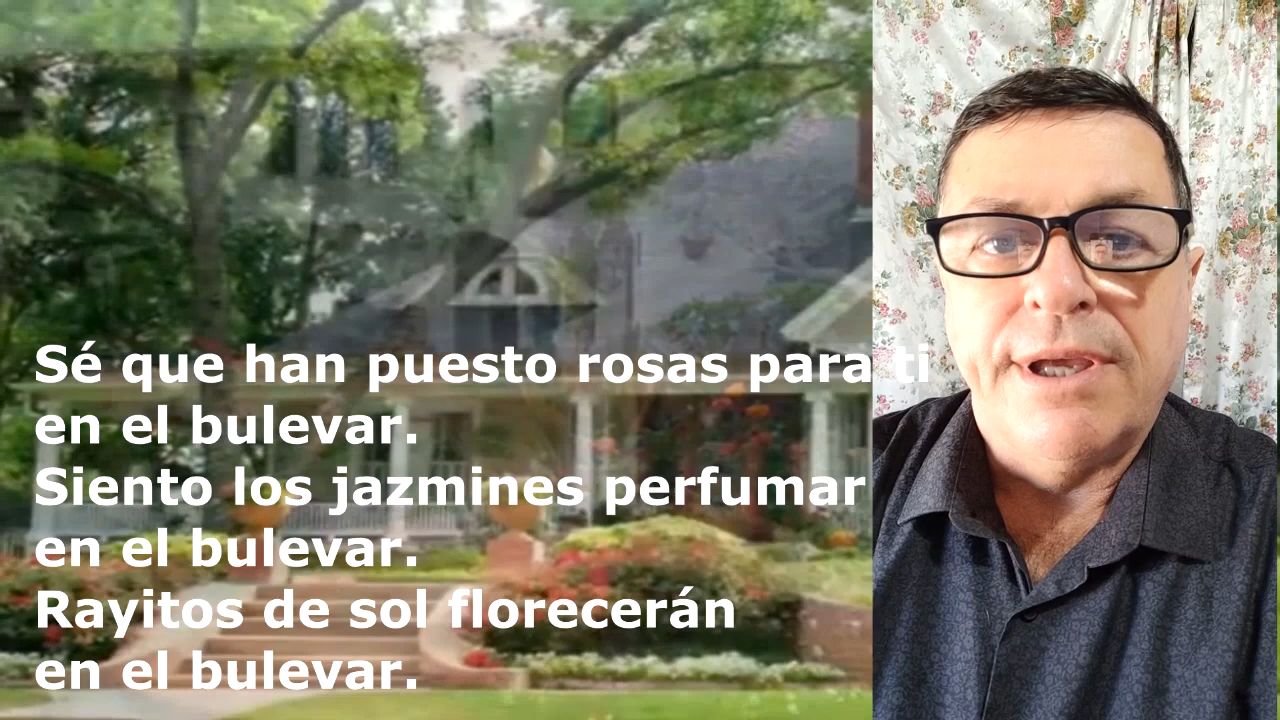 Sé que han puesto rosas para ti
en el bulevar.
Siento los jazmines perfumar
en el bulevar.
Rayitos de sol florecerán
en el bulevar.